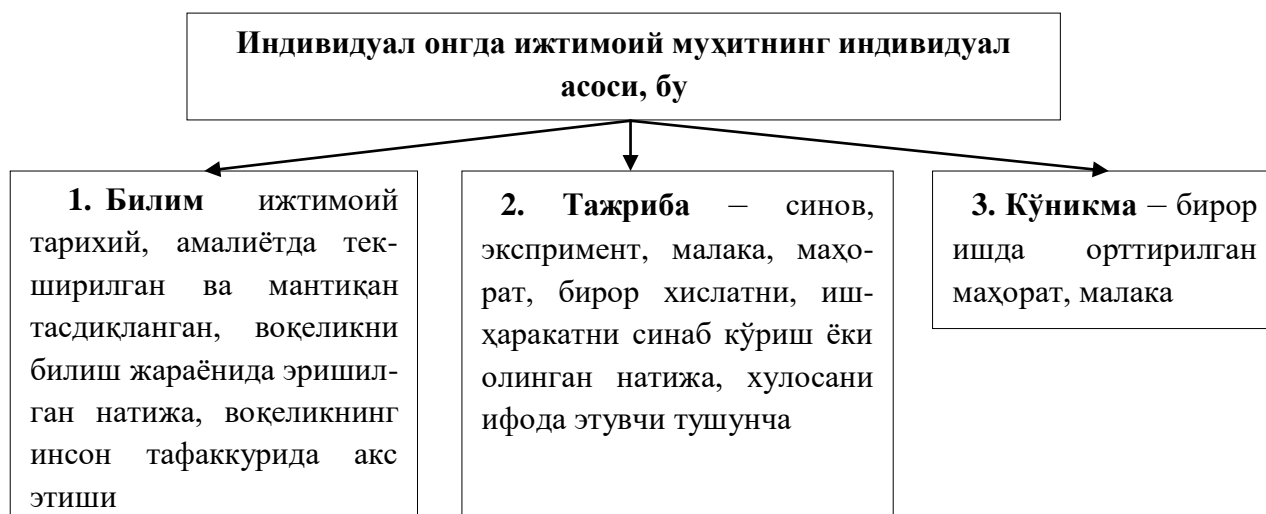 Индивидуал онгда ижтимоий муҳитнинг индивидуал
асоси, бу
1. Билим ижтимоий
тарихий, амалиётда тек-
ширилган ва мантиқан
тасдиқланган, воқеликни
билиш жараёнида эришил-
ган натижа, воқеликнинг
инсон тафаккурида акс
этиши
2. Тажриба – синов,
экспримент, малака, маҳо-
рат, бирор хислатни, иш-
ҳаракатни синаб кўриш ёки
олинган натижа, хулосани
ифода этувчи тушунча
3. Кўникма – бирор
ишда орттирилган
маҳорат, малака